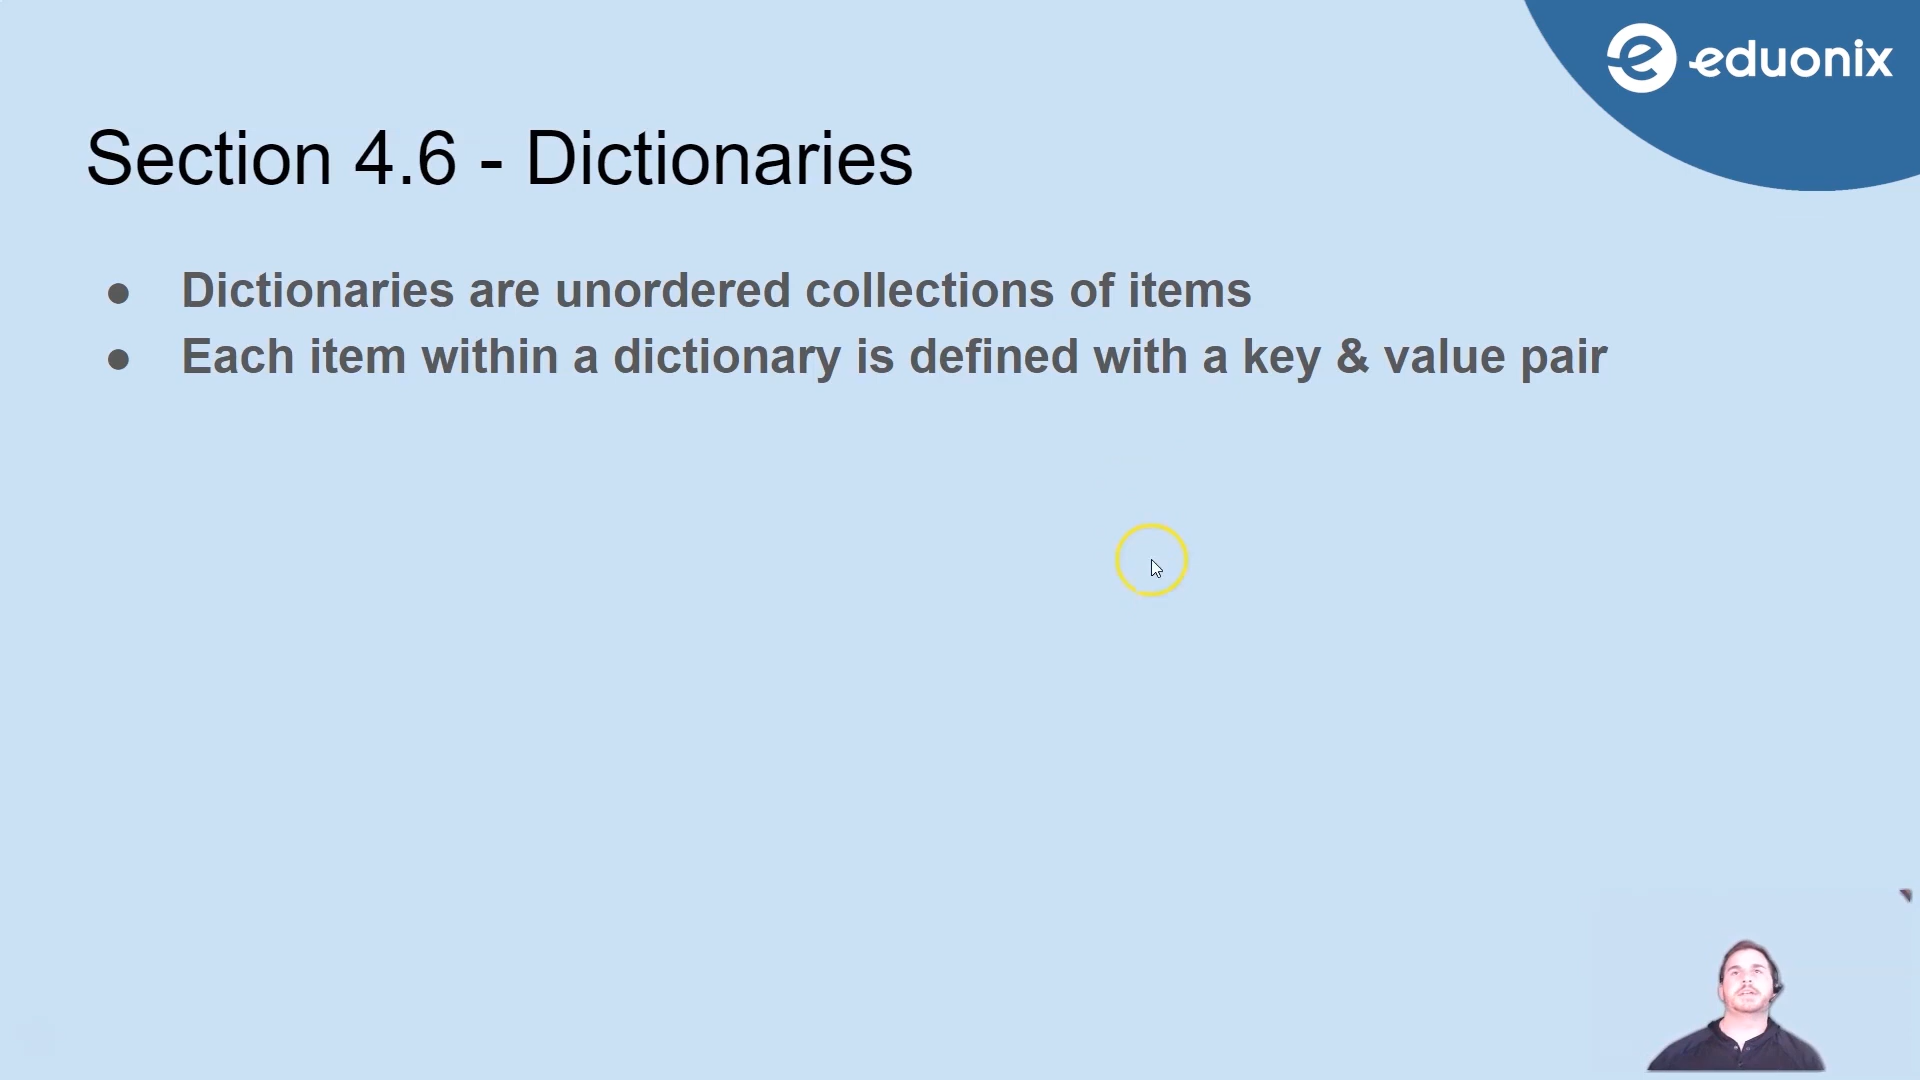 eduonix
Section 4.6 - Dictionaries
● Dictionaries are unordered collections of items
● Each item within a dictionary is defined with a key & value pair